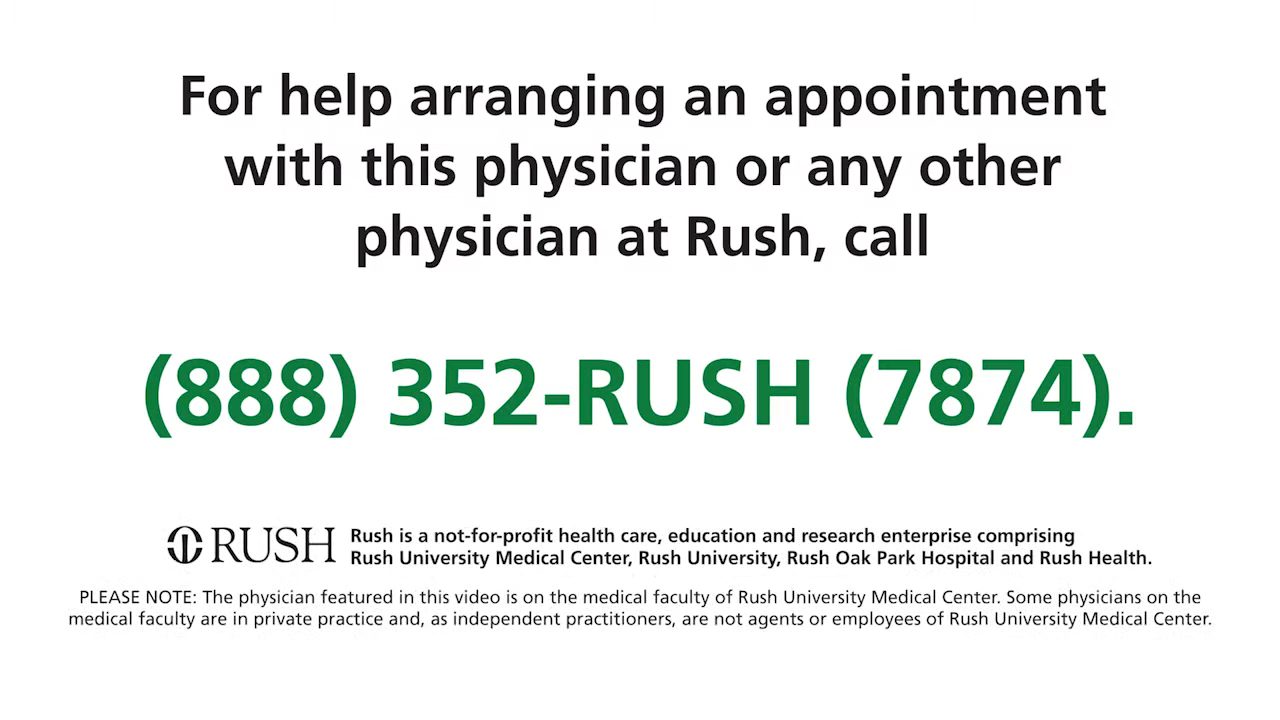 For help arranging an appointment
with this physician or any other
physician at Rush, call
(888) 352-RUSH (7874).
RUSH
Rush is a not-for-profit health care, education and research enterprise comprising
Rush University Medical Center, Rush University, Rush Oak Park Hospital and Rush Health.
PLEASE NOTE: The physician featured in this video is on the medical faculty of Rush University Medical Center. Some physicians on the
medical faculty are in private practice and, as independent practitioners, are not agents or employees of Rush University Medical Center.